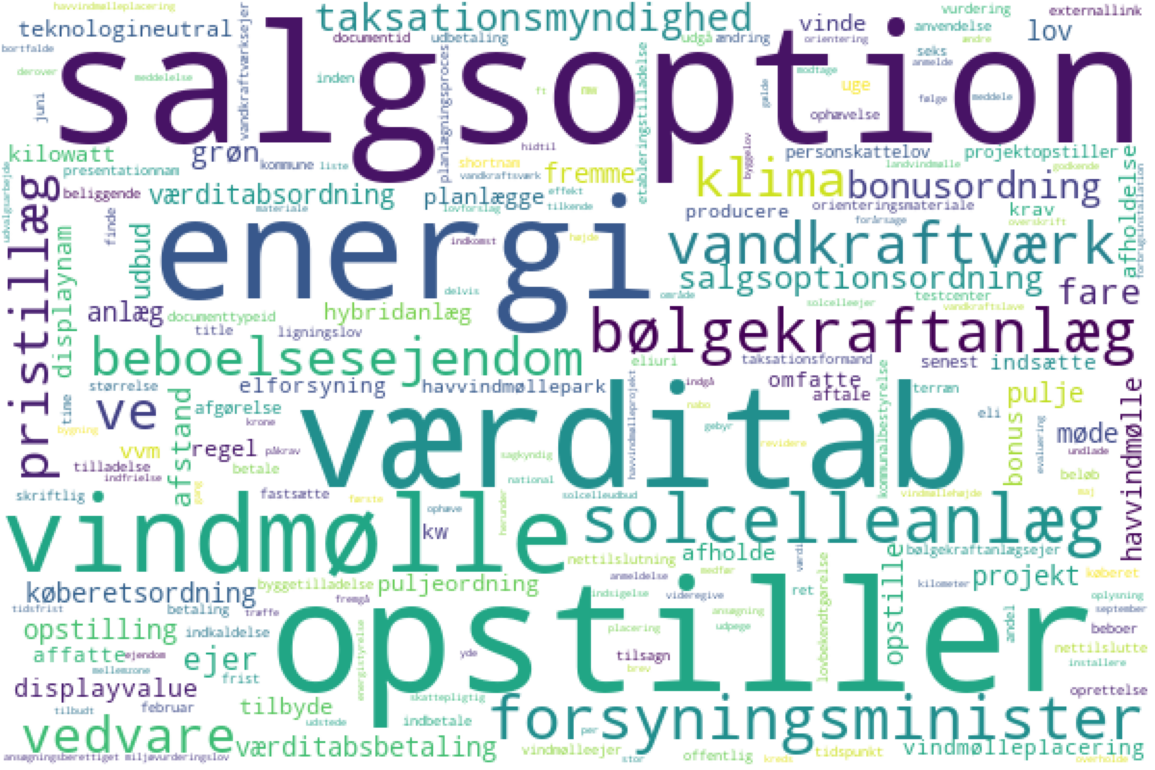 havvindmølleplacering
taksationsmyndighed
vinde
vurdering
externallink
teknologineutral
documentid
udbetaling
udgå
ændring
orientering
anvendelse
ændre
lov
bortfalde
salgsoption
derover
meddelelse
inden
vandkraftværksejer
planlægningsproces
etableringstilladelse
ft
gælde
modtage
uge
seks
anmelde
følge
meddele
juni
ophævelse
hidtil
byggelov
kilowatt
grøn
kommune
liste
shortnam
fremme
personskattelov
landvindmølle
projektopstiller
godkende
presentationnam
vandkraftsværk
effekt
klima
bonusordning
udvalgsarbejde
beliggende
værditabsordning
planlægge
tilkende
afholdelse
forbrugsinstallation
pristillæg
materiale
lovforslag
producere
orienteringsmateriale
krav
finde
energi
indkomst
højde
forårsage
overskrift
displaynam
udbud
vandkraftværk
salgsoptionsordning
delvis
område
fare
anlæg
documenttypeid
hybridanlæg
solcelleejer
testcenter
vandkraftslave
title
ligningslov
bølgekraftanlæg
beboelsesejendom
eliuri
taksationsformand
senest
indsætte
størrelse
elforsyning
havvindmøllepark
indgå
omfatte
aftale
terræn
pulje
time
ve
afstand
afgørelse
krone
værditab
havvindmølleprojekt
nabo
gebyr
kommunalbestyrelse
eli
bonus
evaluering
undlade
møde
havvindmølle
bygning
vvm
regel
påkrav
revidere
tilladelse
indfrielse
betale
sagkyndig
beløb
skriftlig
gang
fastsætte
første
national
solcelleudbud
vindmøllehøjde
maj
vindmølle
ophæve
herunder
solcelleanlæg
kw
nettilslutning
afholde
værdi
bølgekraftanlægsejer
køberetsordning
byggetilladelse
puljeordning
anmeldelse
medfør
lovbekendtgørelse
opstille
kilometer
projekt
køberet
tidsfrist
betaling
træffe
fremgå
opstiller
indsigelse
videregive
ret
ansøgning
andel
oplysning
september
opstilling
indkaldelse
energistyrelse
placering
udpege
beboer
affatte
ejendom
ejer
yde
tilsagn
nettilslutte
mellemzone
frist
brev
installere
displayvalue
februar
tilbyde
skattepligtig
oprettelse
tilbudt
udstede
indbetale
per
forsyningsminister
vedvare
værditabsbetaling
vindmølleejer
offentlig
tidspunkt
vindmølleplacering
ansøgningsberettiget
miljøvurderingslov
stor
kreds
overholde